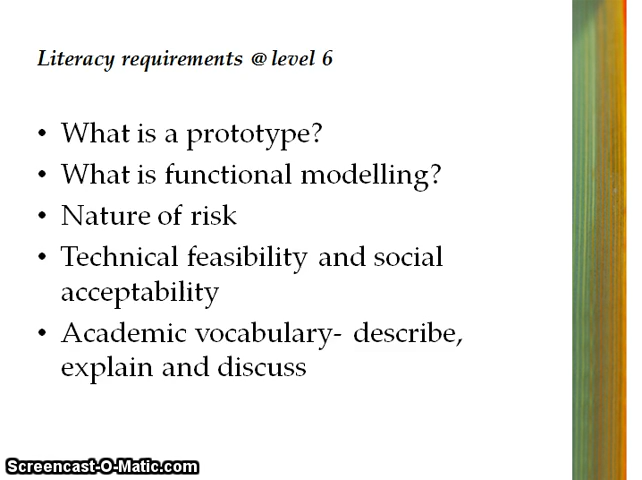 Literacy requirements @ level 6
• What is a prototype?
• What is functional modelling?
• Nature of risk
• Technical feasibility and social
acceptability
• Academic vocabulary- describe,
explain and discuss
Screencast-O-Matic.com